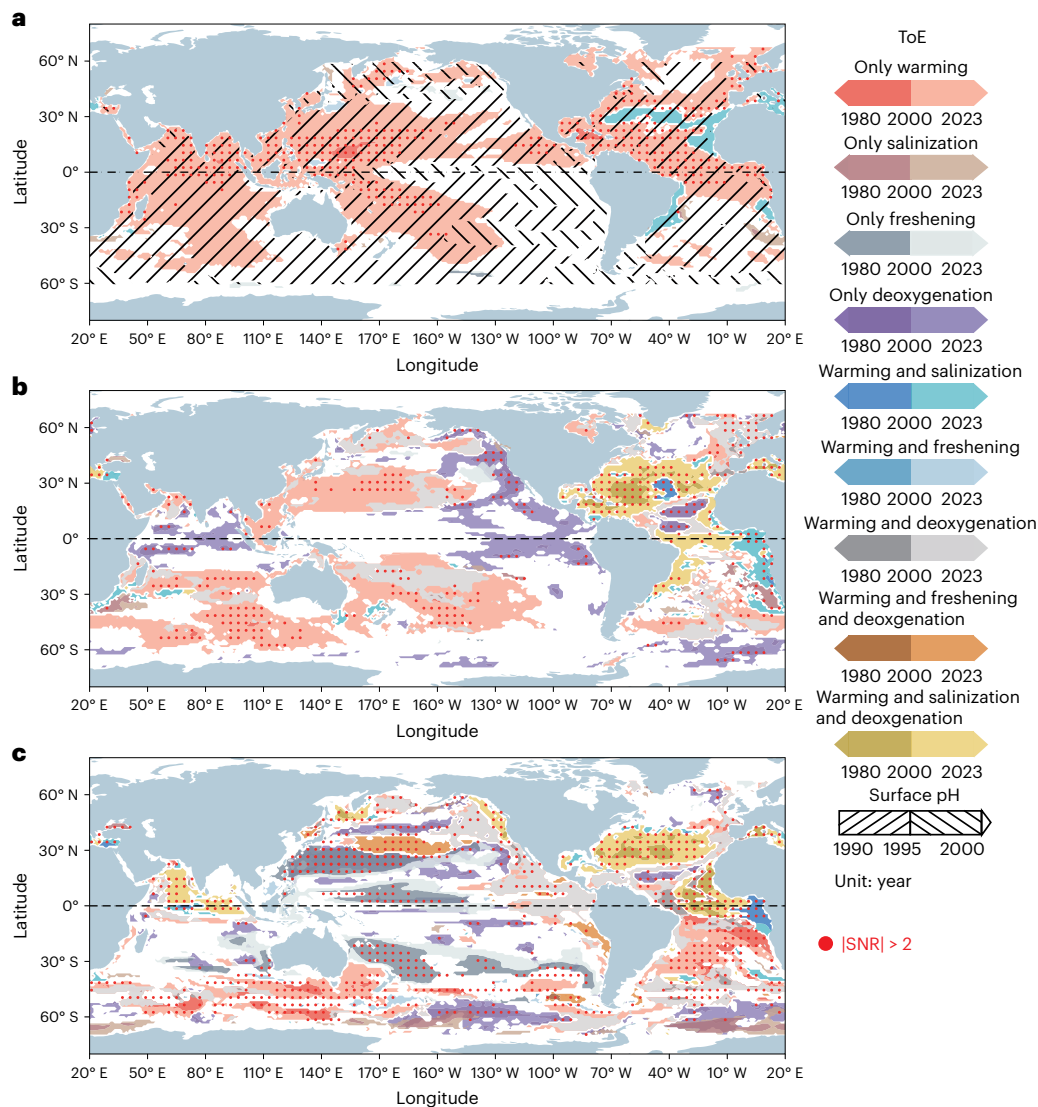 a
60° N
30° N
0°
30° S
60° S
Latitude
20° E 50° E 80° E 110° E 140° E 170° E 160° W 130° W 100° W 70° W 40° W 10° W 20° E
Longitude
b
60° N
30° N
0°
30° S
60° S
Latitude
20° E 50° E 80° E 110° E 140° E 170° E 160° W 130° W 100° W 70° W 40° W 10° W 20° E
Longitude
c
60° N
30° N
0°
30° S
60° S
Latitude
20° E 50° E 80° E 110° E 140° E 170° E 160° W 130° W 100° W 70° W 40° W 10° W 20° E
Longitude
ToE
Only warming
1980 2000 2023
Only salinization
1980 2000 2023
Only freshening
1980 2000 2023
Only deoxygenation
1980 2000 2023
Warming and salinization
1980 2000 2023
Warming and freshening
1980 2000 2023
Warming and deoxygenation
1980 2000 2023
Warming and freshening
and deoxgenation
1980 2000 2023
Warming and salinization
and deoxgenation
1980 2000 2023
Surface pH
1990 1995 2000
Unit: year
|SNR| > 2